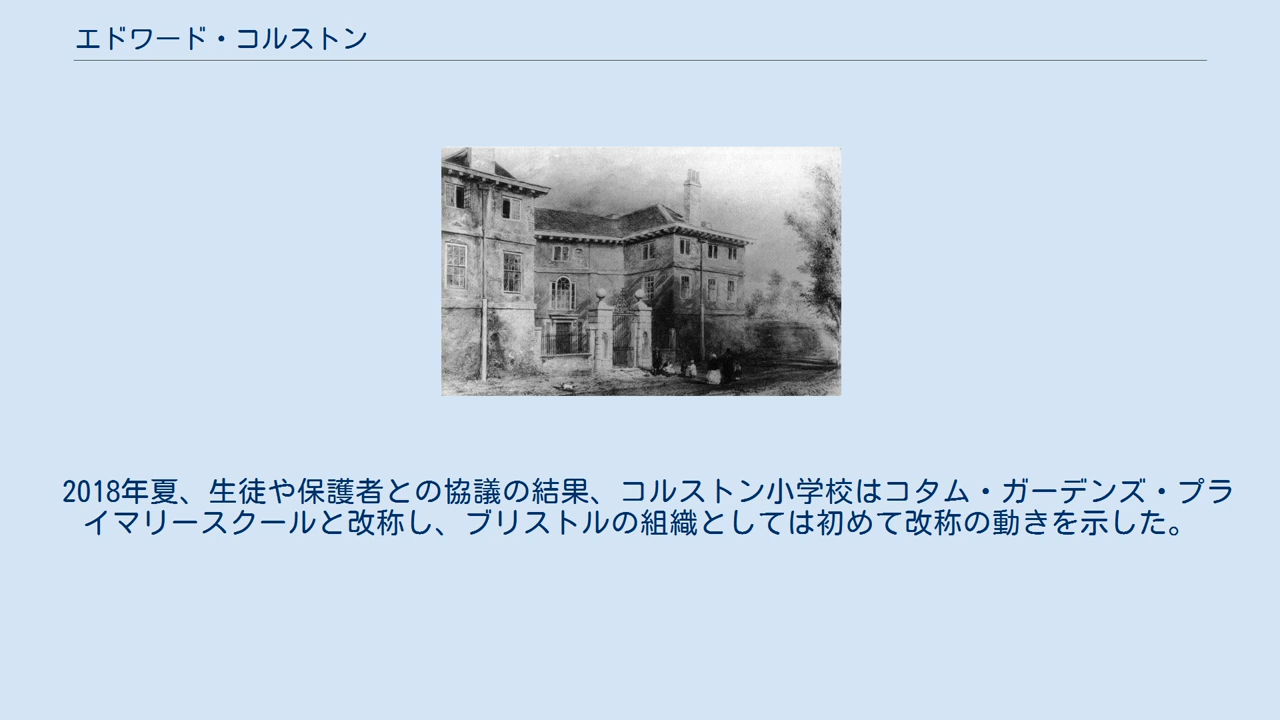 エドワード・コルストン
2018年夏、生徒や保護者との協議の結果、コルストン小学校はコタム・ガーデンズ・プラ
イマリースクールと改称し、ブリストルの組織としては初めて改称の動きを示した。